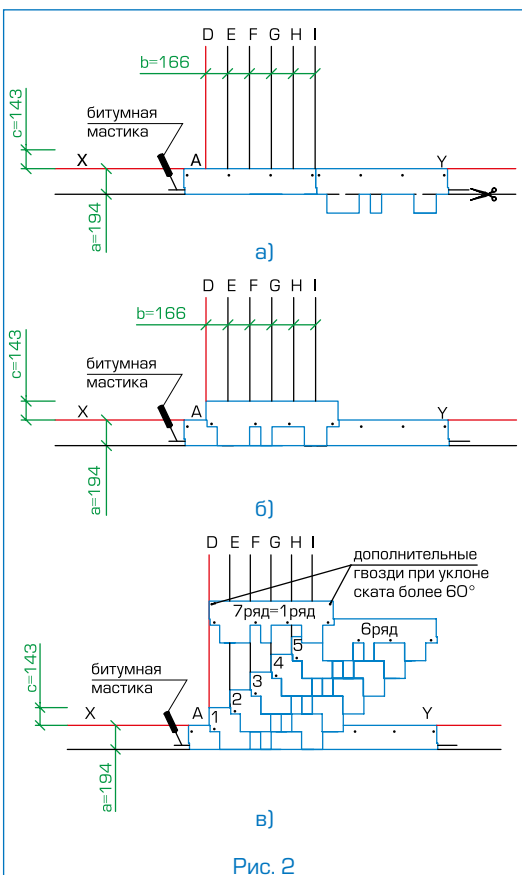 D E F G H I
b=166
c=143
битумная
мастика
X A Y
a=194
а)
D E F G H I
b=166
c=143
битумная
мастика
X A Y
a=194
б)
D E F G H I
дополнительные
гвозди при уклоне
ската более 60°
7ряд=1ряд
6ряд
5
4
3
2
1
c=143
битумная
мастика
X A Y
a=194
в)
Рис. 2